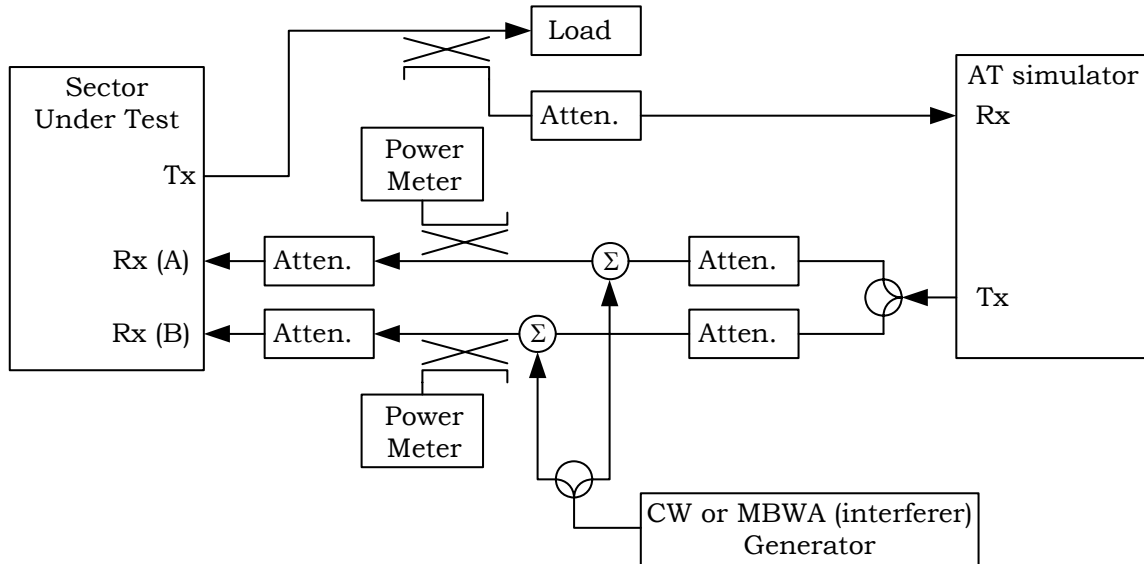 Load
Sector
Under Test
AT simulator
Atten.
Rx
Power
Meter
Tx
Rx (A)
Atten.
Σ
Atten.
Tx
Rx (B)
Atten.
Σ
Atten.
Power
Meter
CW or MBWA (interferer)
Generator